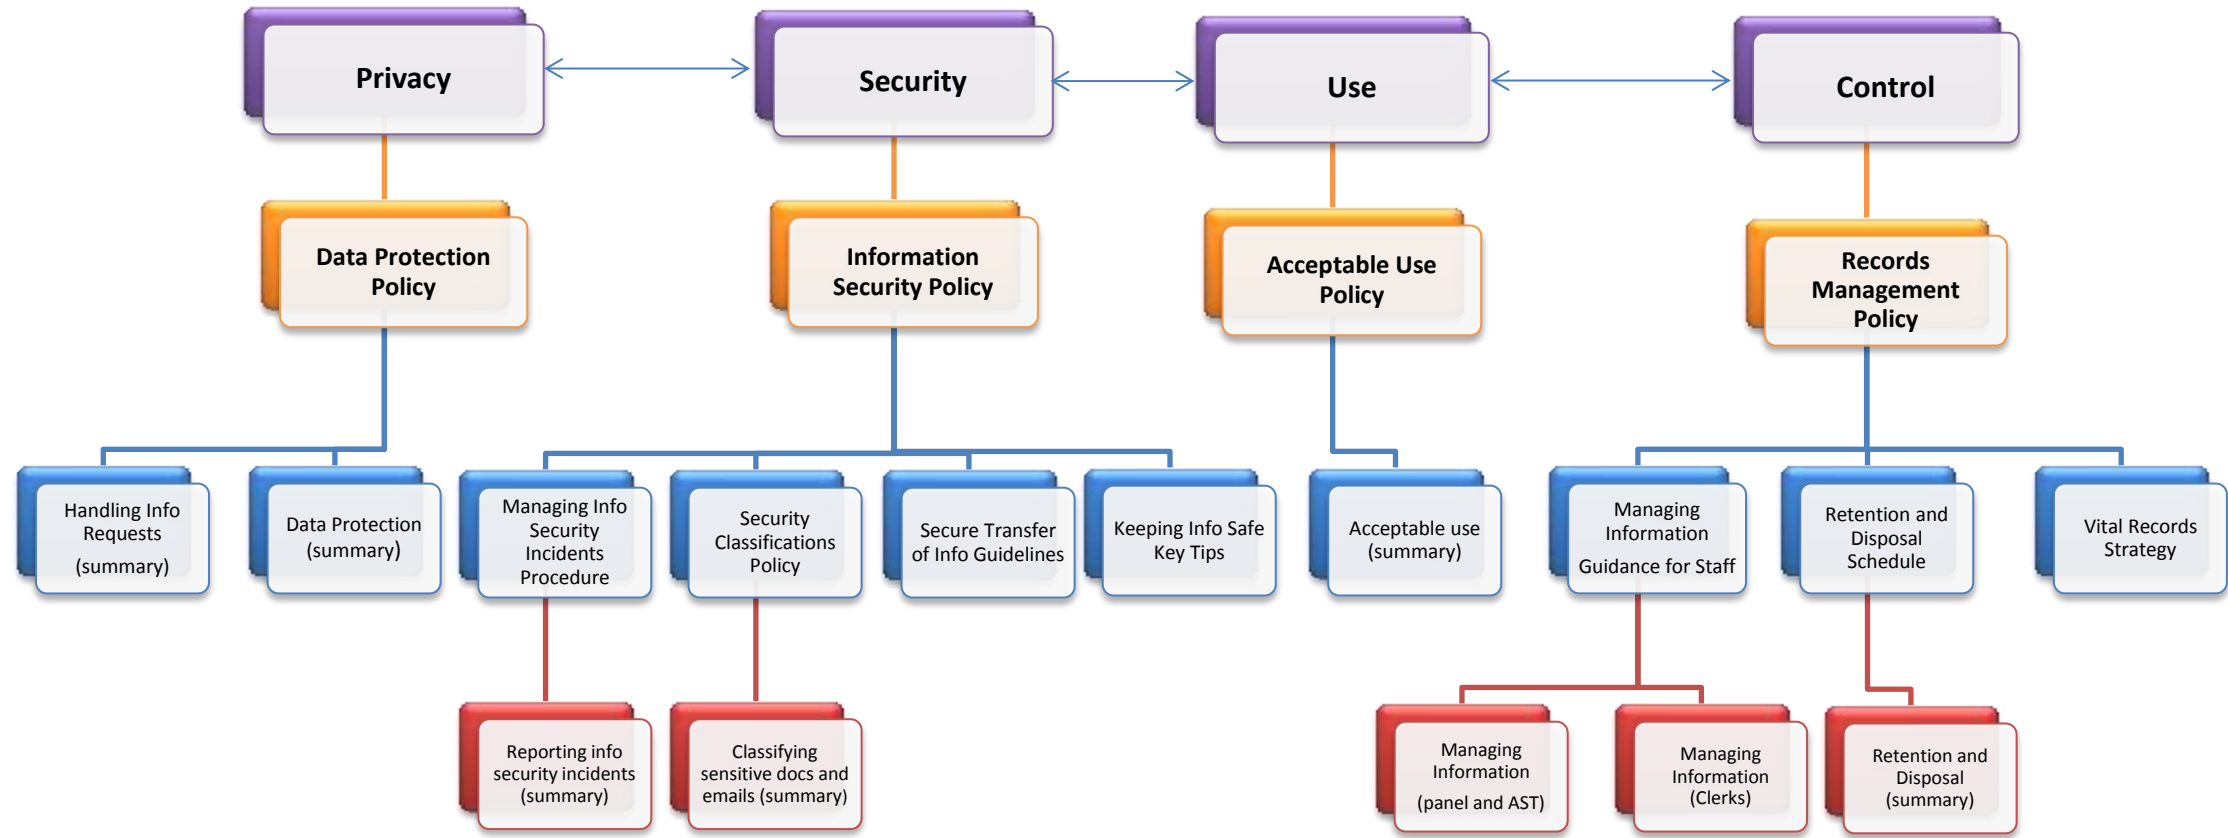 Privacy
Security
Use
Control
Data Protection
Policy
Information
Security Policy
Acceptable Use
Policy
Records
Management
Policy
Handling Info
Requests
(summary)
Data Protection
(summary)
Managing Info
Security
Incidents
Procedure
Security
Classifications
Policy
Secure Transfer
of Info Guidelines
Keeping Info Safe
Key Tips
Acceptable use
(summary)
Managing
Information
Guidance for Staff
Retention and
Disposal
Schedule
Vital Records
Strategy
Reporting info
security incidents
(summary)
Classifying
sensitive docs and
emails (summary)
Managing
Information
(panel and AST)
Managing
Information
(Clerks)
Retention and
Disposal
(summary)